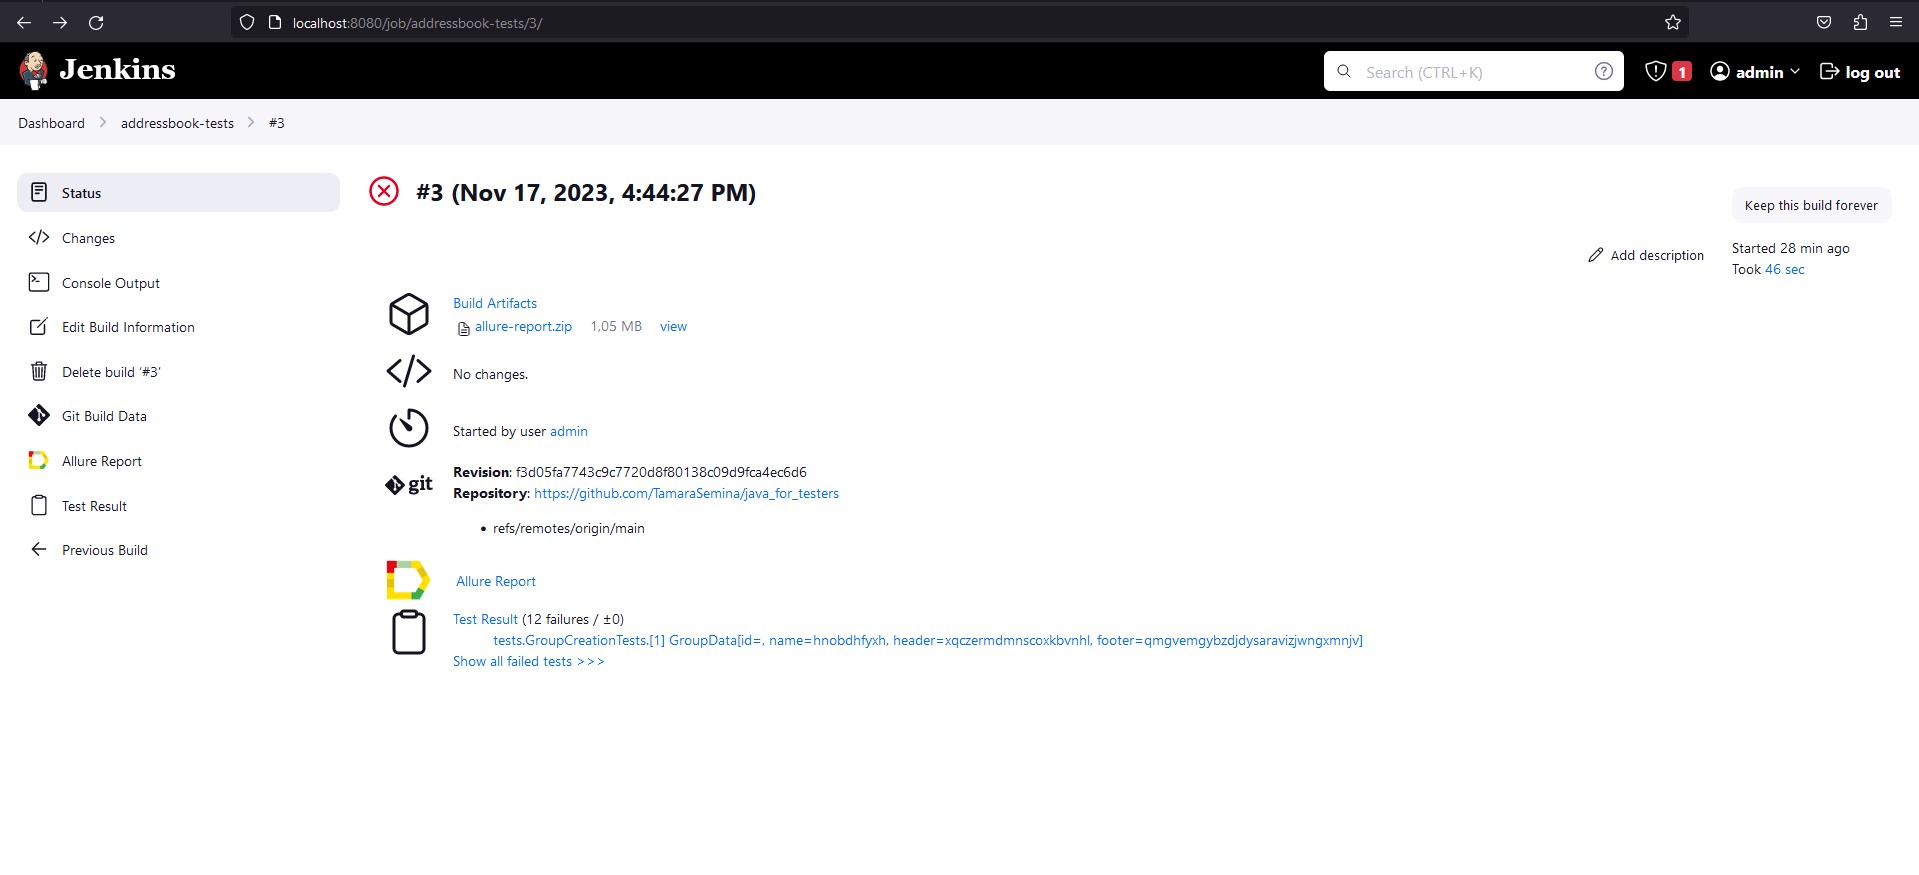 localhost:8080/job/addressbook-tests/3/
Jenkins
Search (CTRL+K)
1
admin
log out
Dashboard
addressbook-tests
#3
Status
Changes
Console Output
Edit Build Information
Delete build ‘#3’
Git Build Data
Allure Report
Test Result
Previous Build
#3 (Nov 17, 2023, 4:44:27 PM)
Keep this build forever
Add description
Started 28 min ago
Took 46 sec
Build Artifacts
allure-report.zip 1,05 MB view
No changes.
Started by user admin
git
Revision: f3d05fa7743c9c7720d8f80138c09d9fca4ec6d6
Repository: https://github.com/TamaraSemina/java_for_testers
• refs/remotes/origin/main
Allure Report
Test Result (12 failures / ±0)
tests.GroupCreationTests.[1] GroupData[id=, name=hnobdhfyxh, header=xqczermdmnscoxkbvnhl, footer=qmgvemgybzdjdysaravizjwngxmnjv]
Show all failed tests >>>